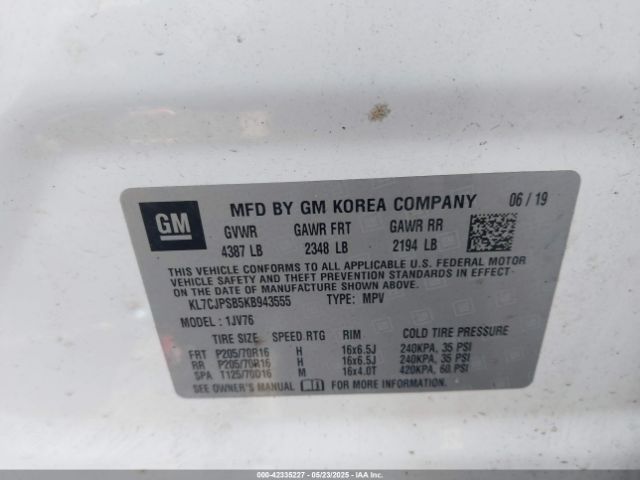 GM MFD BY GM KOREA COMPANY 06 / 19
GVWR GAWR FRT GAWR RR
4387 LB 2348 LB 2194 LB
THIS VEHICLE CONFORMS TO ALL APPLICABLE U.S. FEDERAL MOTOR
VEHICLE SAFETY AND THEFT PREVENTION STANDARDS IN EFFECT
ON THE DATE OF MANUFACTURE SHOWN ABOVE.
KL7CJPSB5KB943555 TYPE: MPV
MODEL: 1JV76
TIRE SIZE SPEED RTG RIM COLD TIRE PRESSURE
FRT P205/70R16 H 16x6.5J 240KPA, 35 PSI
RR P205/70R16 H 16x6.5J 240KPA, 35 PSI
SPA T125/70D16 M 16x4.0T 420KPA, 60 PSI
SEE OWNER'S MANUAL FOR MORE INFORMATION.
000-42335227 - 05/23/2025 - IAAI.COM